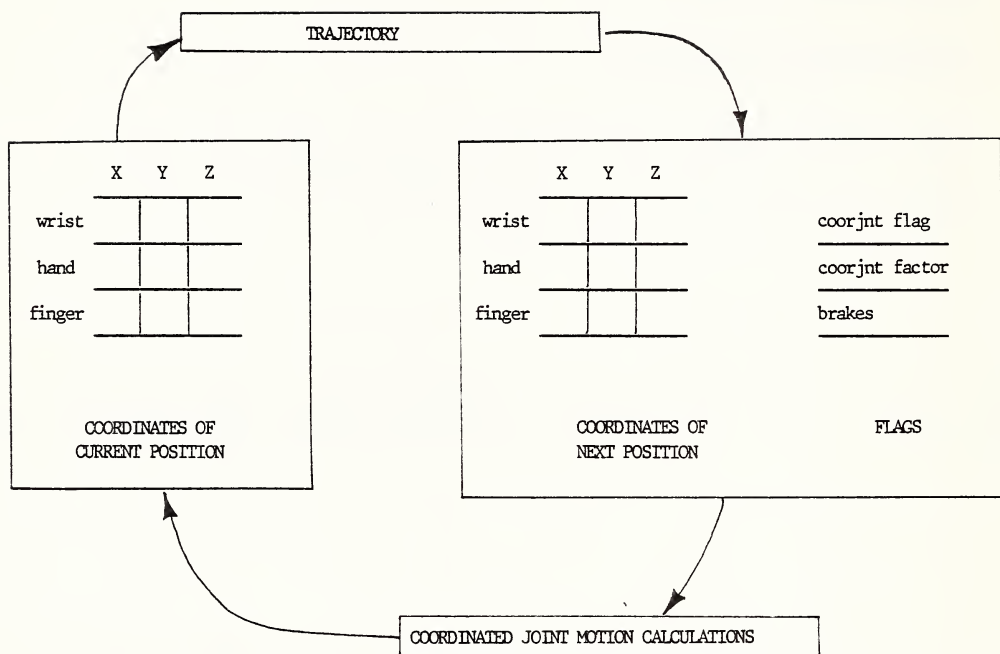 TRAJECTORY
X Y Z
wrist
hand
finger
COORDINATES OF
CURRENT POSITION
X Y Z
wrist
hand
finger
coorjnt flag
coorjnt factor
brakes
COORDINATES OF
NEXT POSITION
FLAGS
COORDINATED JOINT MOTION CALCULATIONS